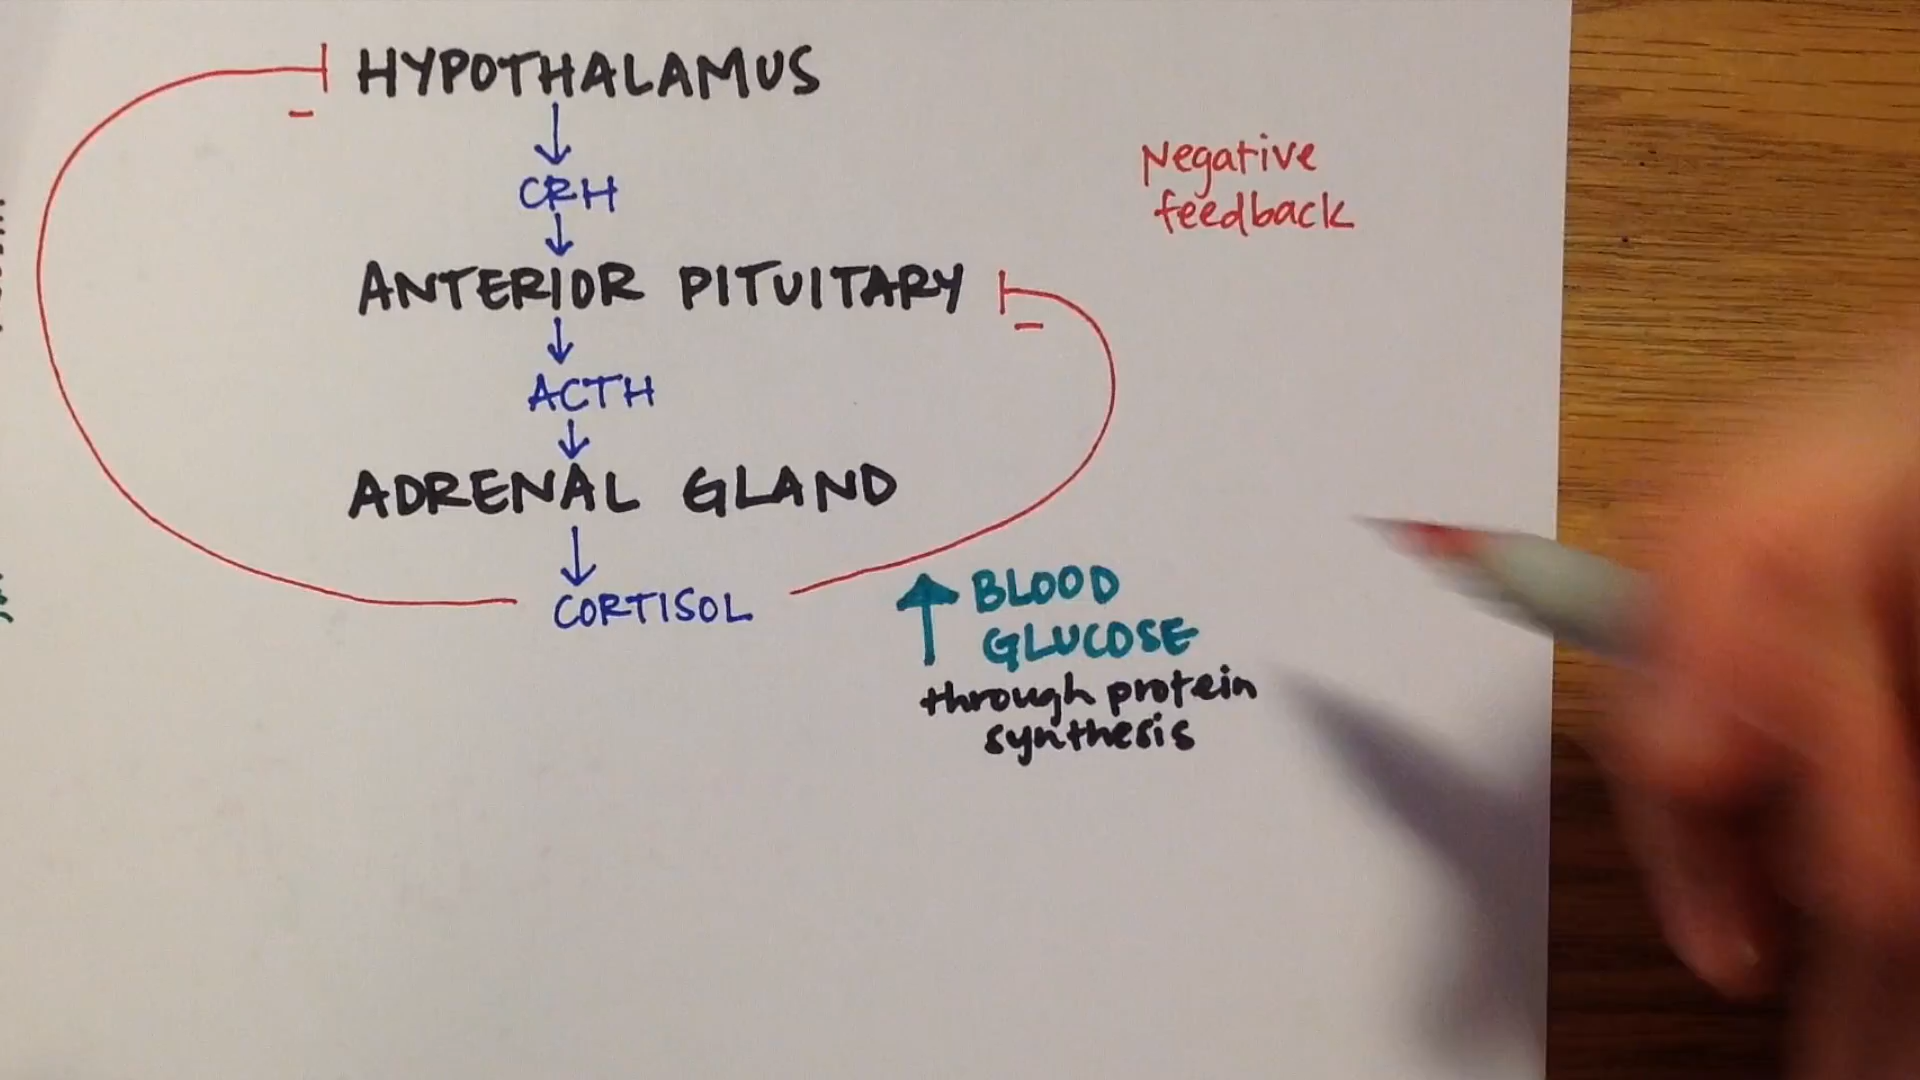 HYPOTHALAMUS
CRH
Negative
feedback
ANTERIOR PITUITARY
ACTH
ADRENAL GLAND
CORTISOL
BLOOD
GLUCOSE
through protein
synthesis